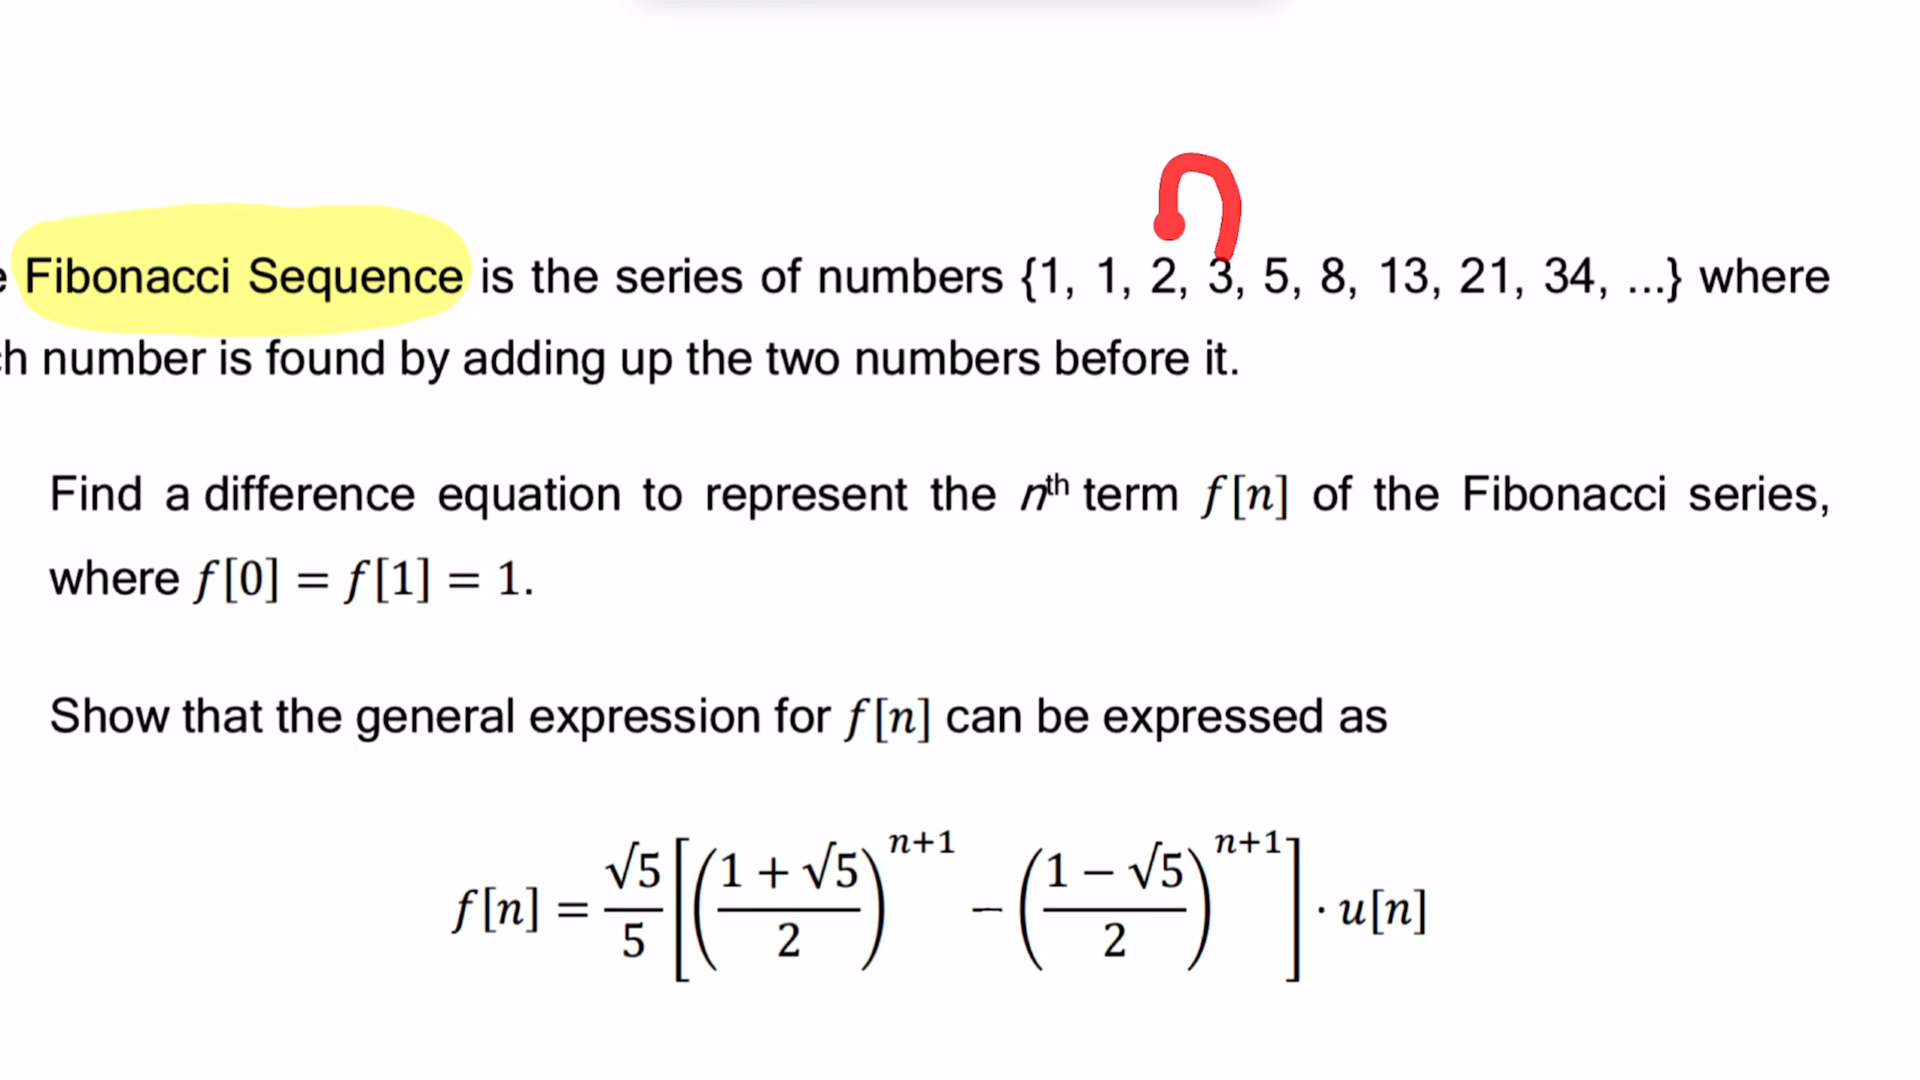 e Fibonacci Sequence is the series of numbers {1, 1, 2, 3, 5, 8, 13, 21, 34, ...} where
ch number is found by adding up the two numbers before it.
Find a difference equation to represent the nth term f[n] of the Fibonacci series,
where f[0] = f[1] = 1.
Show that the general expression for f[n] can be expressed as
f[n] = √5/5 [((1 + √5)/2)^(n+1) − ((1 − √5)/2)^(n+1)] · u[n]